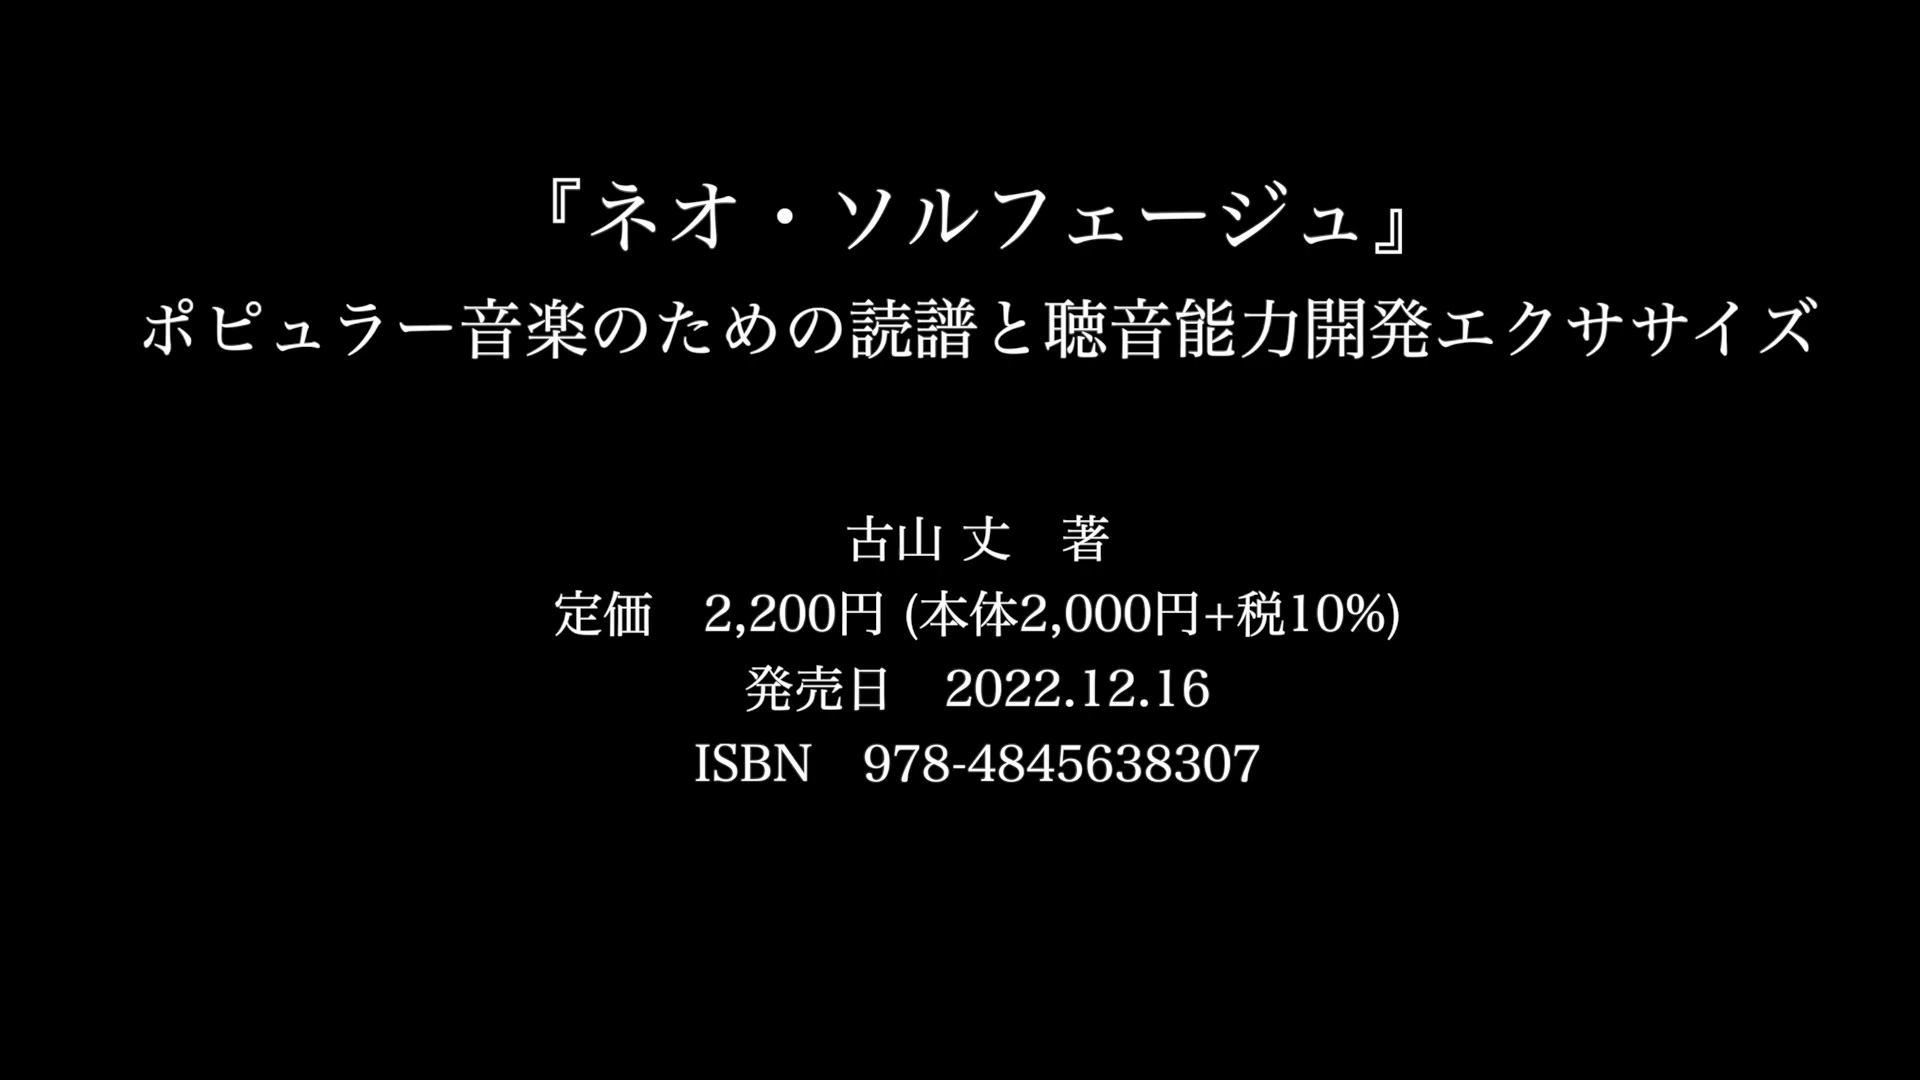 『ネオ・ソルフェージュ』
ポピュラー音楽のための読譜と聴音能力開発エクササイズ
古山 丈　著
定価　2,200円 (本体2,000円+税10%)
発売日　2022.12.16
ISBN　978-4845638307